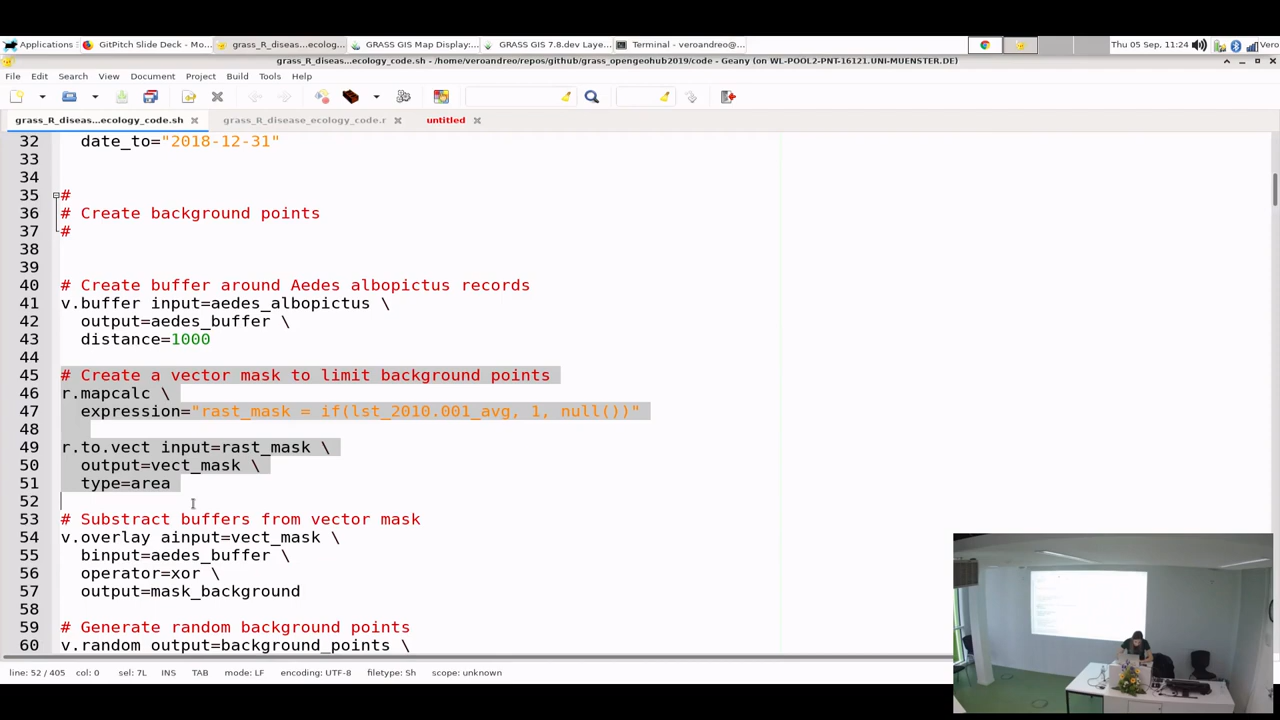 Applications
GitPitch Slide Deck - Mo...
grass_R_diseas...ecolog...
GRASS GIS Map Display:...
GRASS GIS 7.8.dev Laye...
Terminal - veroandreo@...
Thu 05 Sep, 11:24
Vero
grass_R_diseas...ecology_code.sh - /home/veroandreo/repos/github/grass_opengeohub2019/code - Geany (on WL-POOL2-PNT-16121.UNI-MUENSTER.DE)
File Edit Search View Document Project Build Tools Help
grass_R_diseas...ecology_code.sh
grass_R_disease_ecology_code.r
untitled
32 date_to="2018-12-31"
33
34
35 #
36 # Create background points
37 #
38
39
40 # Create buffer around Aedes albopictus records
41 v.buffer input=aedes_albopictus \
42 output=aedes_buffer \
43 distance=1000
44
45 # Create a vector mask to limit background points
46 r.mapcalc \
47 expression="rast_mask = if(lst_2010.001_avg, 1, null())"
48
49 r.to.vect input=rast_mask \
50 output=vect_mask \
51 type=area
52
53 # Substract buffers from vector mask
54 v.overlay ainput=vect_mask \
55 binput=aedes_buffer \
56 operator=xor \
57 output=mask_background
58
59 # Generate random background points
60 v.random output=background_points \
line: 52 / 405 col: 0 sel: 7L INS TAB mode: LF encoding: UTF-8 filetype: Sh scope: unknown